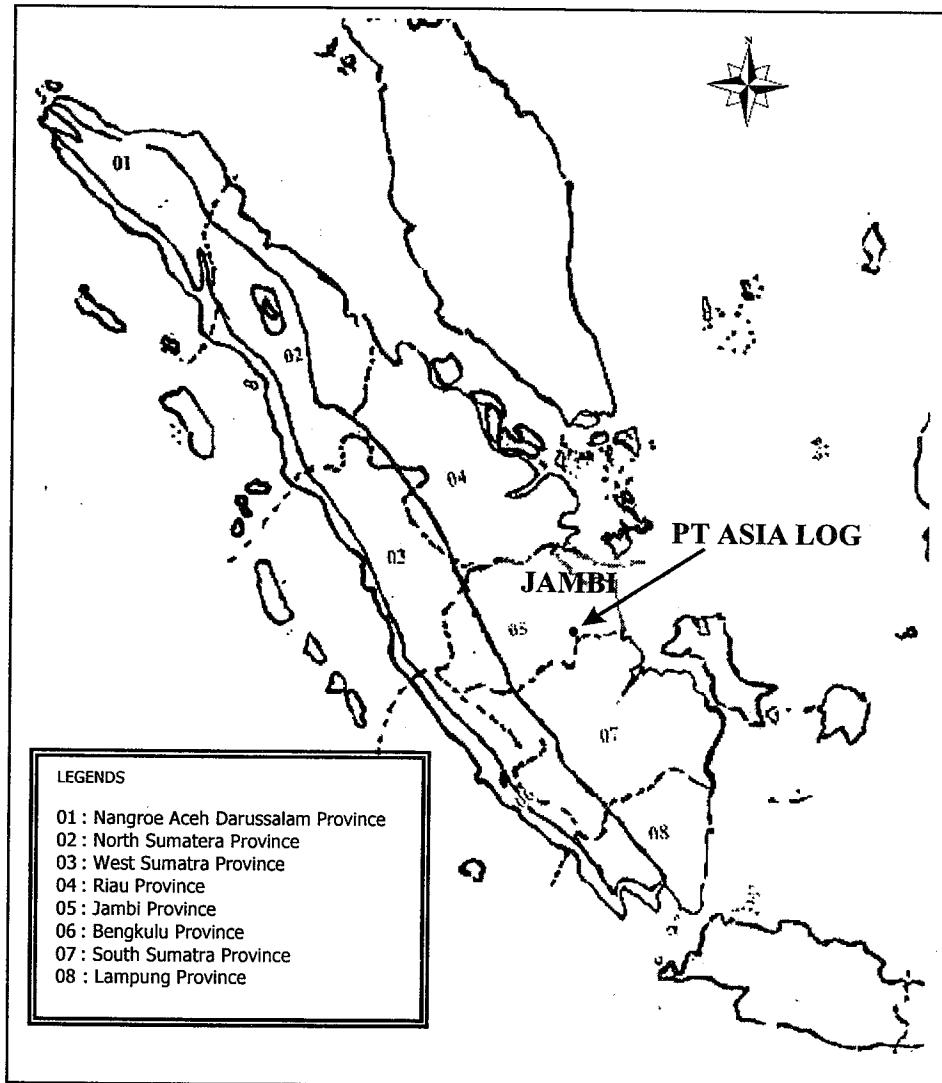 N
01
02
8
04
03
PT ASIA LOG
JAMBI
05
07
06
08
LEGENDS
01 : Nangroe Aceh Darussalam Province
02 : North Sumatera Province
03 : West Sumatra Province
04 : Riau Province
05 : Jambi Province
06 : Bengkulu Province
07 : South Sumatra Province
08 : Lampung Province